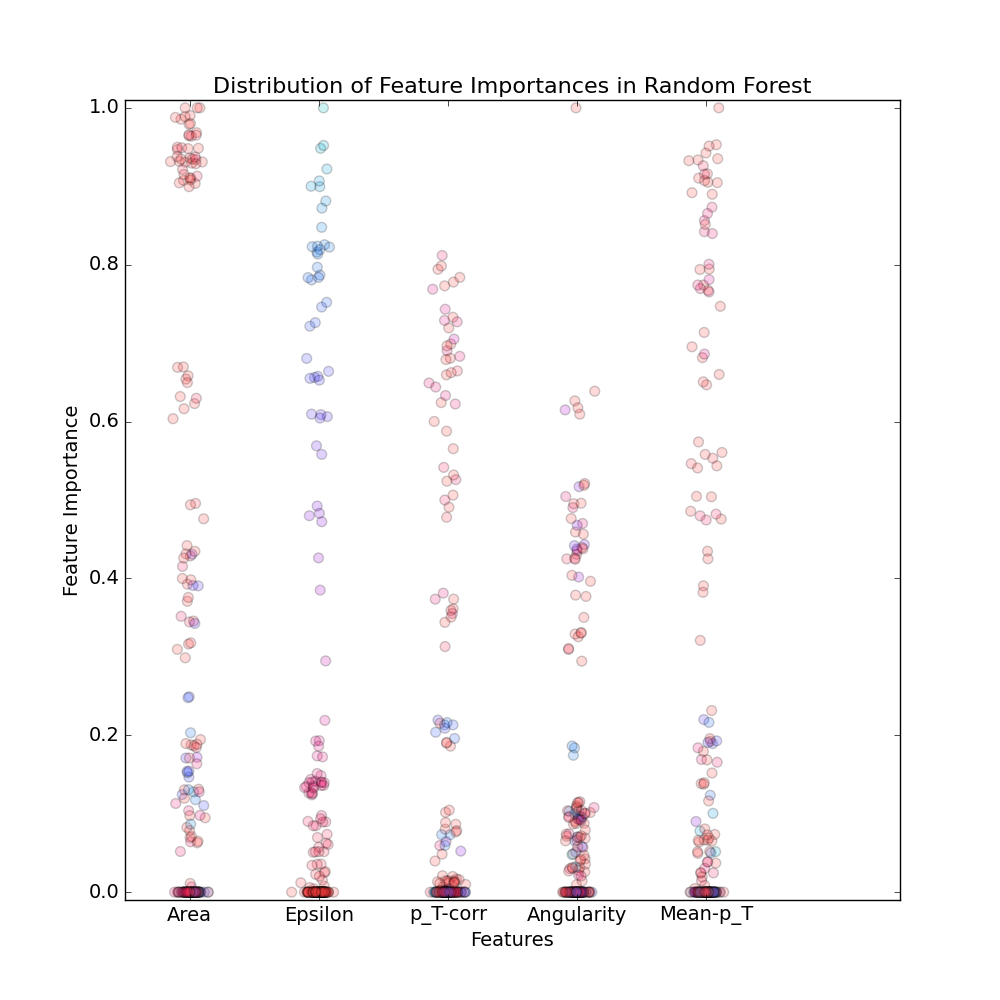 Distribution of Feature Importances in Random Forest
1.0
0.8
0.6
0.4
0.2
0.0
Feature Importance
Area Epsilon p_T-corr Angularity Mean-p_T
Features